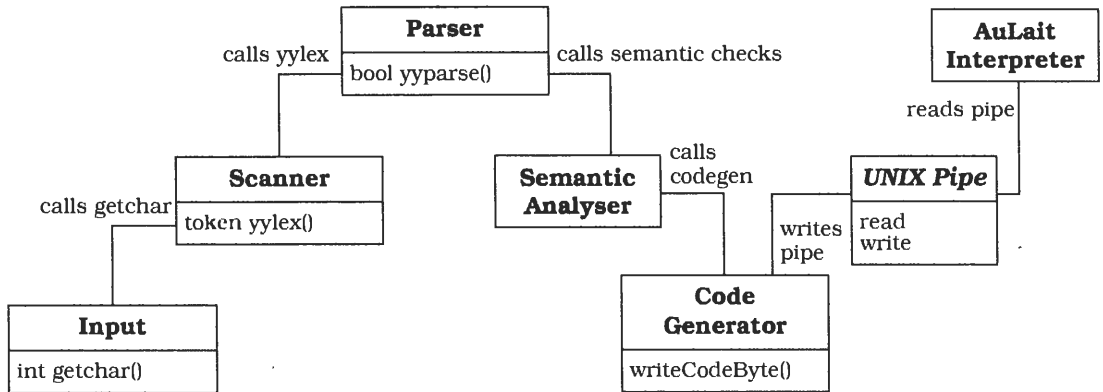 Parser
bool yyparse()
calls yylex
calls semantic checks
AuLait
Interpreter
reads pipe
Scanner
token yylex()
calls getchar
Semantic
Analyser
calls
codegen
UNIX Pipe
read
write
writes
pipe
Input
int getchar()
Code
Generator
writeCodeByte()